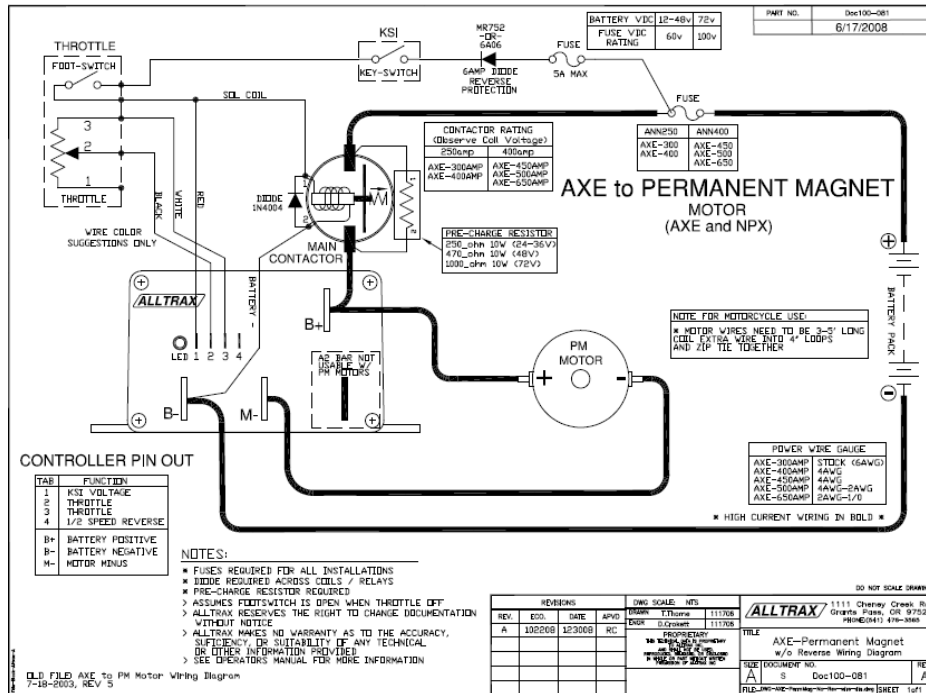 PART NO. Doc100-081
6/17/2008
BATTERY VDC 12-48v 72v
FUSE VDC RATING 60v 100v
THROTTLE
FOOT-SWITCH
KSI
KEY-SWITCH
MR752
-OR-
6A06
6AMP DIODE
REVERSE
PROTECTION
FUSE
5A MAX
FUSE
SOL COIL
3
2
1
THROTTLE
WIRE COLOR
SUGGESTIONS ONLY
BLACK
WHITE
RED
CONTACTOR RATING
(Observe Coil Voltage)
250amp 400amp
AXE-300AMP AXE-450AMP
AXE-400AMP AXE-500AMP
AXE-650AMP
ANN250 ANN400
AXE-300 AXE-450
AXE-400 AXE-500
AXE-650
AXE to PERMANENT MAGNET
MOTOR
(AXE and NPX)
DIODE
1N4004
1
2
1
2
MAIN
CONTACTOR
PRE-CHARGE RESISTOR
250_ohm 10W (24-36V)
470_ohm 10W (48V)
1000_ohm 10W (72V)
BATTERY -
ALLTRAX
LED 1 2 3 4
B+
B-
M-
A2 BAR NOT
USABLE W/
PM MOTORS
PM
MOTOR
+ -
NOTE FOR MOTORCYCLE USE:
* MOTOR WIRES NEED TO BE 3-5' LONG
COIL EXTRA WIRE INTO 4" LOOPS
AND ZIP TIE TOGETHER
+
BATTERY PACK
-
POWER WIRE GAUGE
AXE-300AMP STOCK (6AWG)
AXE-400AMP 4AWG
AXE-450AMP 4AWG
AXE-500AMP 4AWG-2AWG
AXE-650AMP 2AWG-1/0
* HIGH CURRENT WIRING IN BOLD *
CONTROLLER PIN OUT
TAB FUNCTION
1 KSI VOLTAGE
2 THROTTLE
3 THROTTLE
4 1/2 SPEED REVERSE
B+ BATTERY POSITIVE
B- BATTERY NEGATIVE
M- MOTOR MINUS
NOTES:
* FUSES REQUIRED FOR ALL INSTALLATIONS
* DIODE REQUIRED ACROSS COILS / RELAYS
* PRE-CHARGE RESISTOR REQUIRED
> ASSUMES FOOTSWITCH IS OPEN WHEN THROTTLE OFF
> ALLTRAX RESERVES THE RIGHT TO CHANGE DOCUMENTATION
WITHOUT NOTICE
> ALLTRAX MAKES NO WARRANTY AS TO THE ACCURACY,
SUFICIENCY, OR SUITABILITY OF ANY TECHNICAL
OR OTHER INFORMATION PROVIDED
> SEE OPERATORS MANUAL FOR MORE INFORMATION
OLD FILE: AXE to PM Motor Wiring Diagram
7-18-2003, REV 5
DO NOT SCALE DRAWIN
REVISIONS
REV. ECO. DATE APVD
A 102208 123008 RC
DWG SCALE: NTS
DRAWN T.Thorne 111706
ENGR D.Crokett 111706
PROPRIETARY
ALLTRAX
1111 Cheney Creek R
Grants Pass, OR 9752
TITLE
AXE-Permanent Magnet
w/o Reverse Wiring Diagram
SIZE DOCUMENT NO. RE
A S Doc100-081
SHEET 1of1